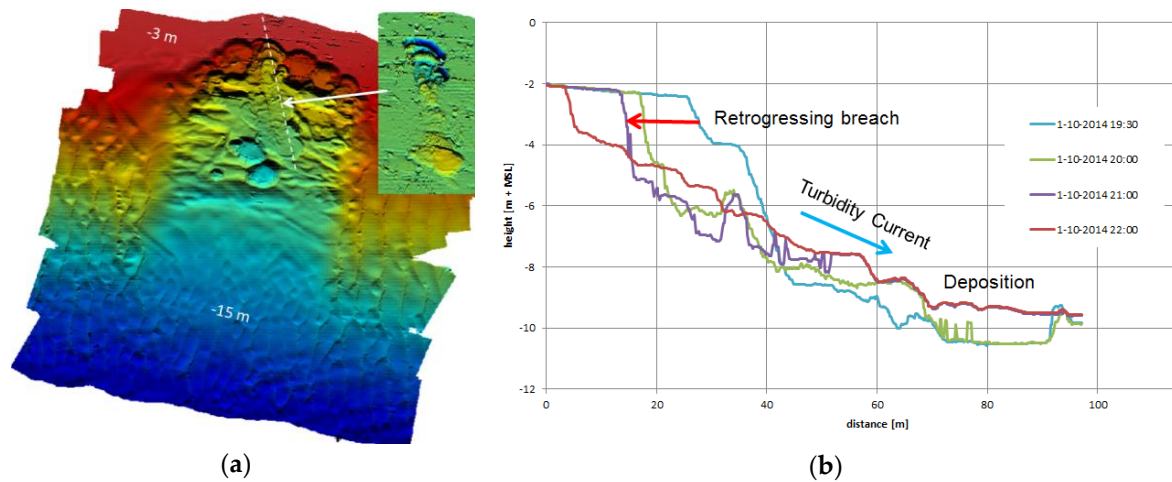 -3 m
-15 m
(a)
-2
-4
-6
-8
-10
-12
height [m + MSL]
0
20
40
60
80
100
distance [m]
Retrogressing breach
Turbidity Current
Deposition
1-10-2014 19:30
1-10-2014 20:00
1-10-2014 21:00
1-10-2014 22:00
(b)